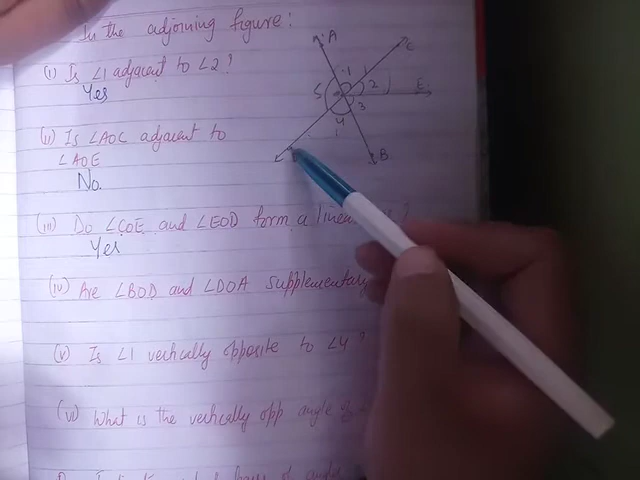 In the adjoining figure:
(i) Is ∠1 adjacent to ∠2?
Yes
(ii) Is ∠AOC adjacent to
∠AOE
No.
(iii) Do ∠COE and ∠EOD form a linear
Yes
(iv) Are ∠BOD and ∠DOA supplementary
(v) Is ∠1 vertically opposite to ∠4?
(vi) What is the vertically opp angle of
A
C
1
5
2
E
3
4
B